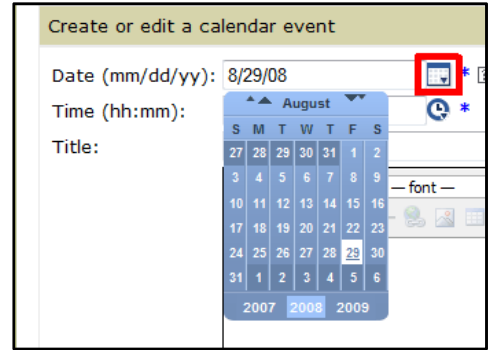 Create or edit a calendar event
Date (mm/dd/yy): 8/29/08 *
Time (hh:mm): *
August
S M T W T F S
Title:
27 28 29 30 31 1 2
3 4 5 6 7 8 9
— font —
10 11 12 13 14 15 16
17 18 19 20 21 22 23
24 25 26 27 28 29 30
31 1 2 3 4 5 6
2007 2008 2009